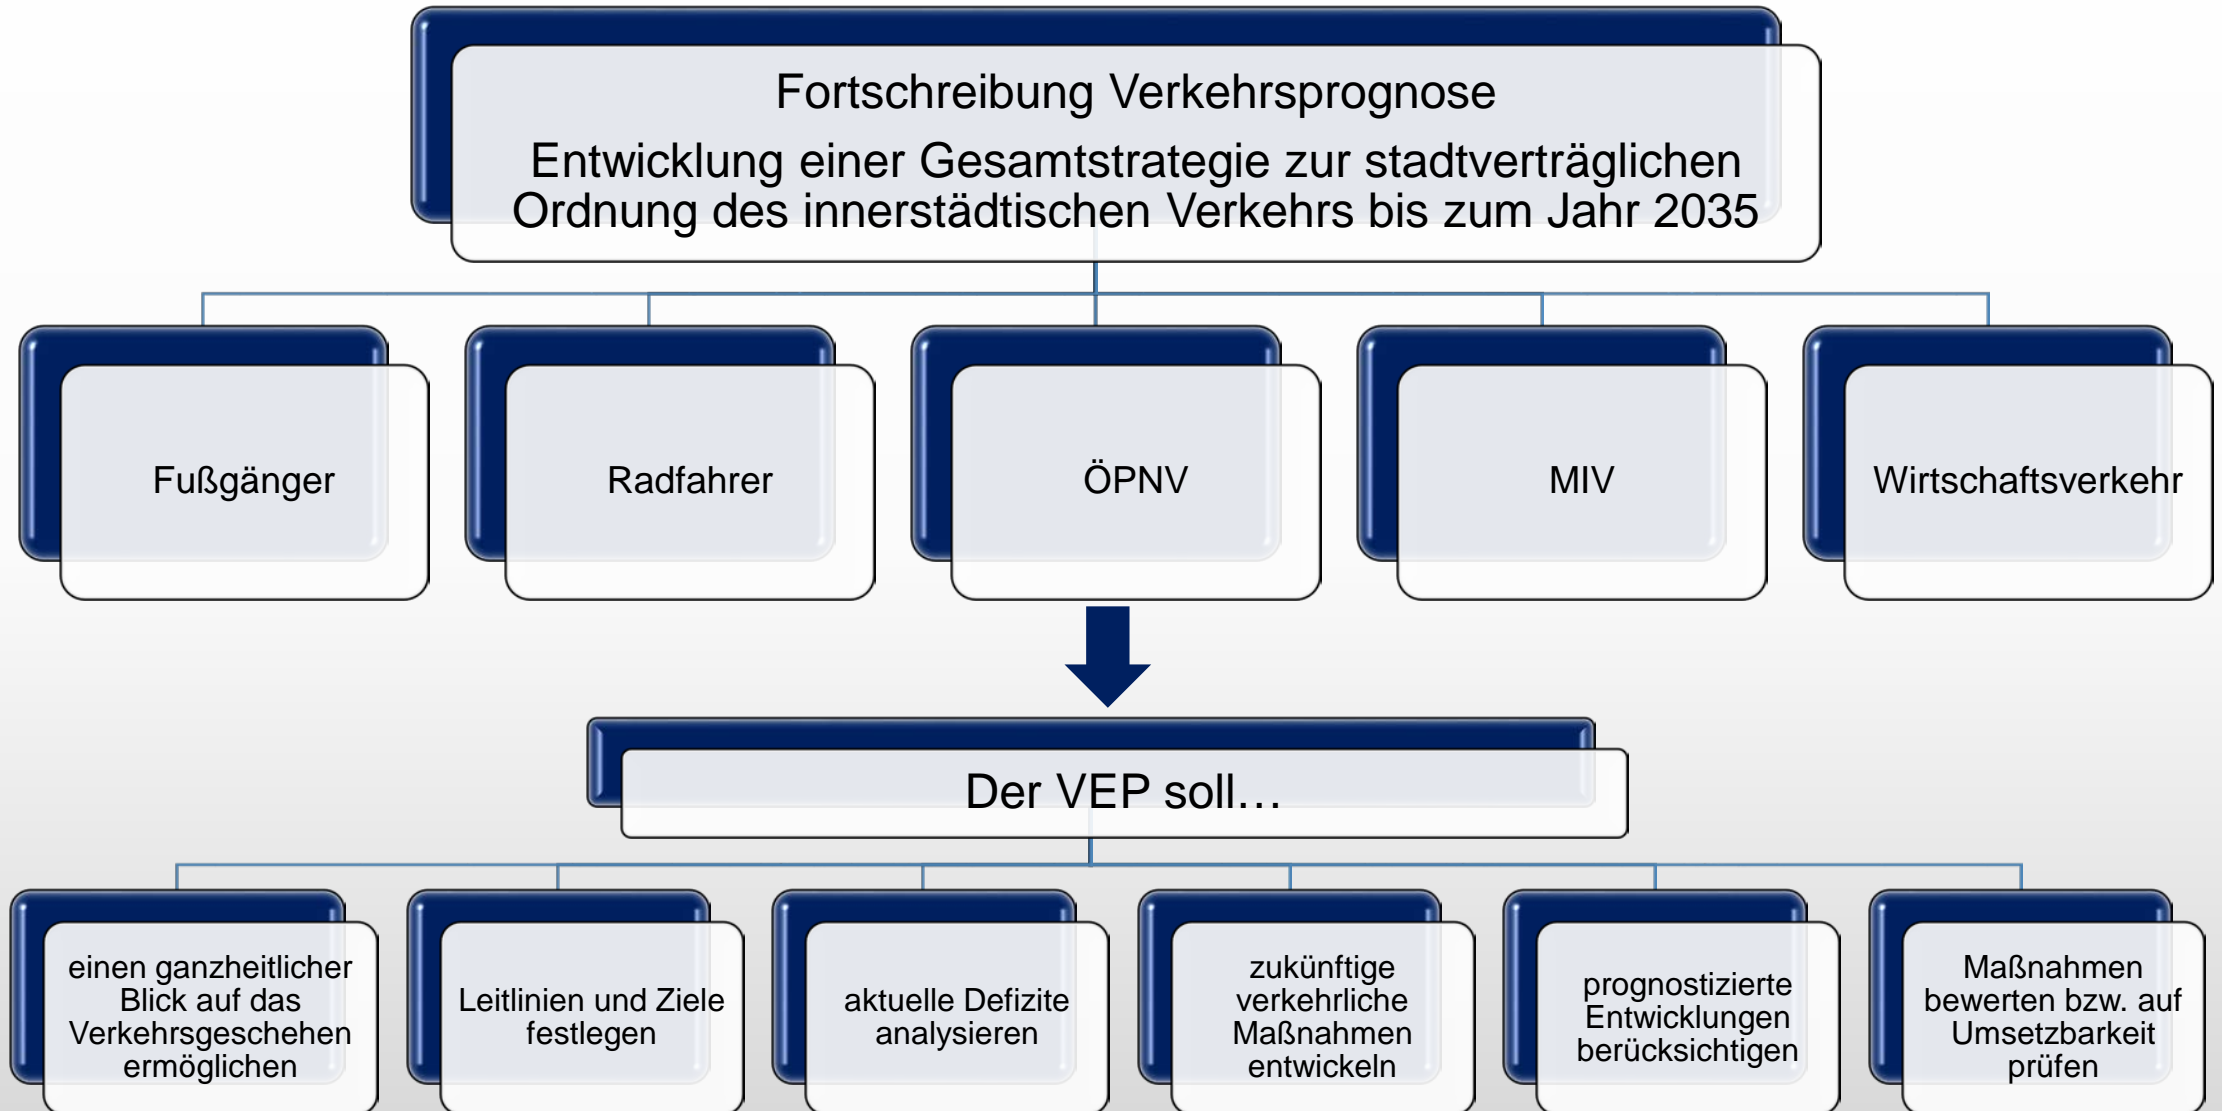 Fortschreibung Verkehrsprognose
Entwicklung einer Gesamtstrategie zur stadtverträglichen
Ordnung des innerstädtischen Verkehrs bis zum Jahr 2035
Fußgänger
Radfahrer
ÖPNV
MIV
Wirtschaftsverkehr
Der VEP soll…
einen ganzheitlicher
Blick auf das
Verkehrsgeschehen
ermöglichen
Leitlinien und Ziele
festlegen
aktuelle Defizite
analysieren
zukünftige
verkehrliche
Maßnahmen
entwickeln
prognostizierte
Entwicklungen
berücksichtigen
Maßnahmen
bewerten bzw. auf
Umsetzbarkeit
prüfen